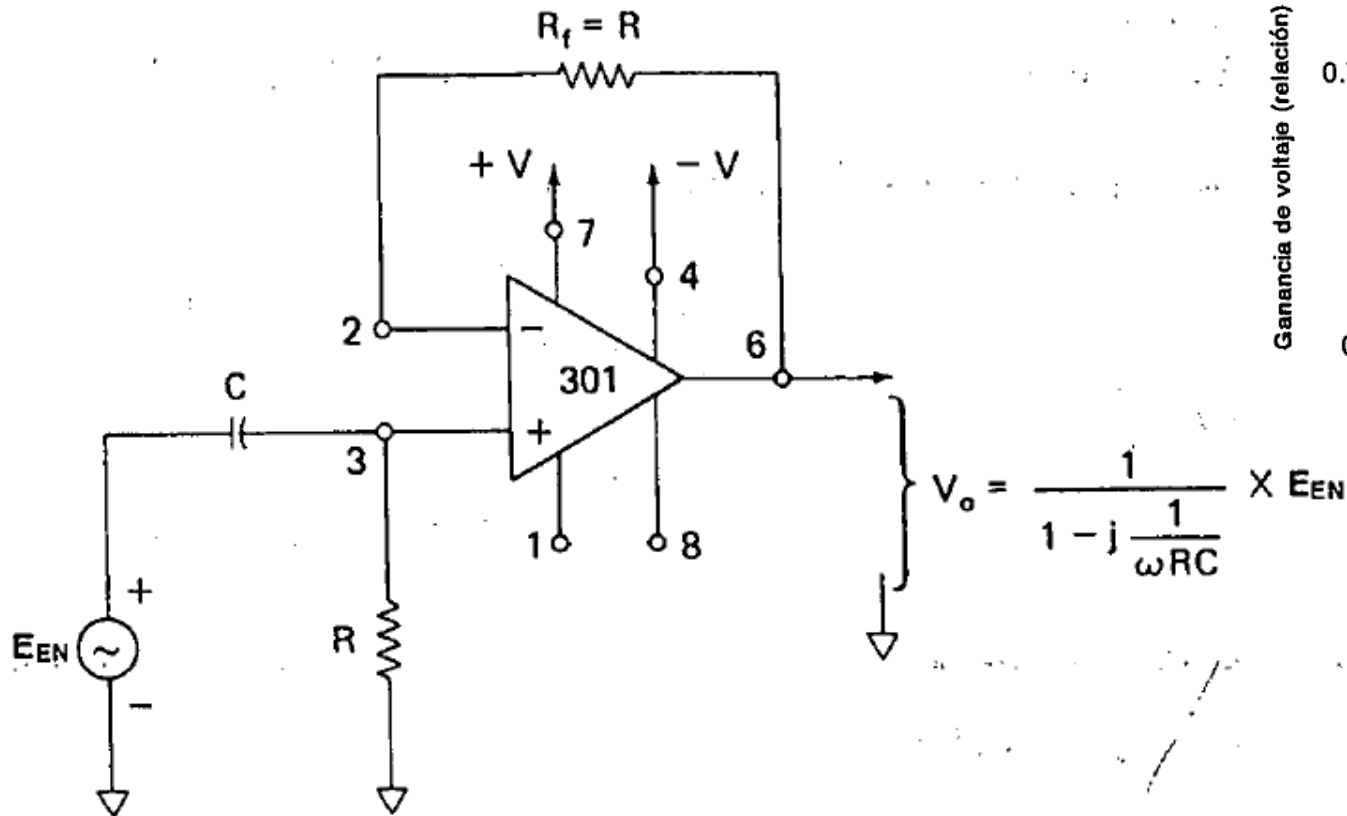 R_f = R
Ganancia de voltaje (relación)
0.
+ V
- V
7
4
2
-
6
301
C
+
3
1
8
V_o = 1 / (1 - j 1/ωRC) X E_EN
+
E_EN
~
-
R